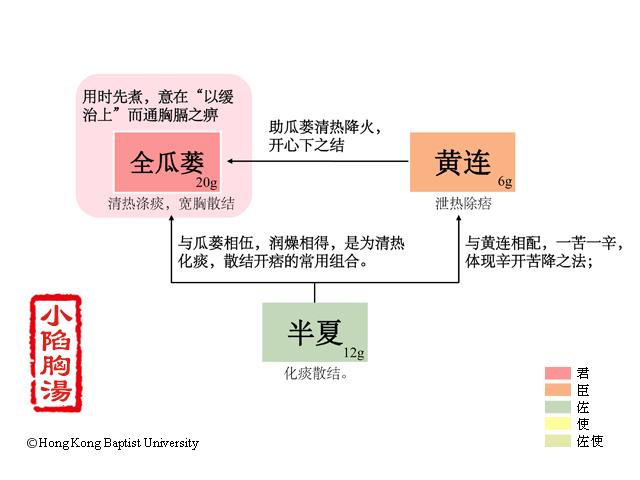 用时先煮，意在“以缓
治上”而通胸膈之痹
全瓜蒌
20g
清热涤痰，宽胸散结
助瓜蒌清热降火，
开心下之结
黄连
6g
泄热除痞
与瓜蒌相伍，润燥相得，是为清热
化痰，散结开痞的常用组合。
与黄连相配，一苦一辛，
体现辛开苦降之法；
半夏
12g
化痰散结。
小陷胸湯
君
臣
佐
使
佐使
©Hong Kong Baptist University